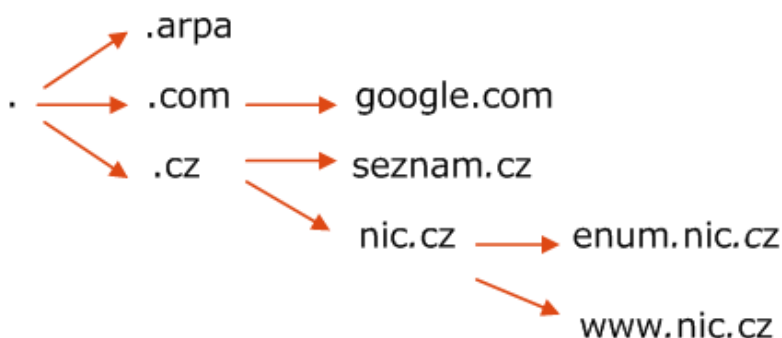 .arpa
. .com google.com
.cz seznam.cz
nic.cz enum.nic.cz
www.nic.cz